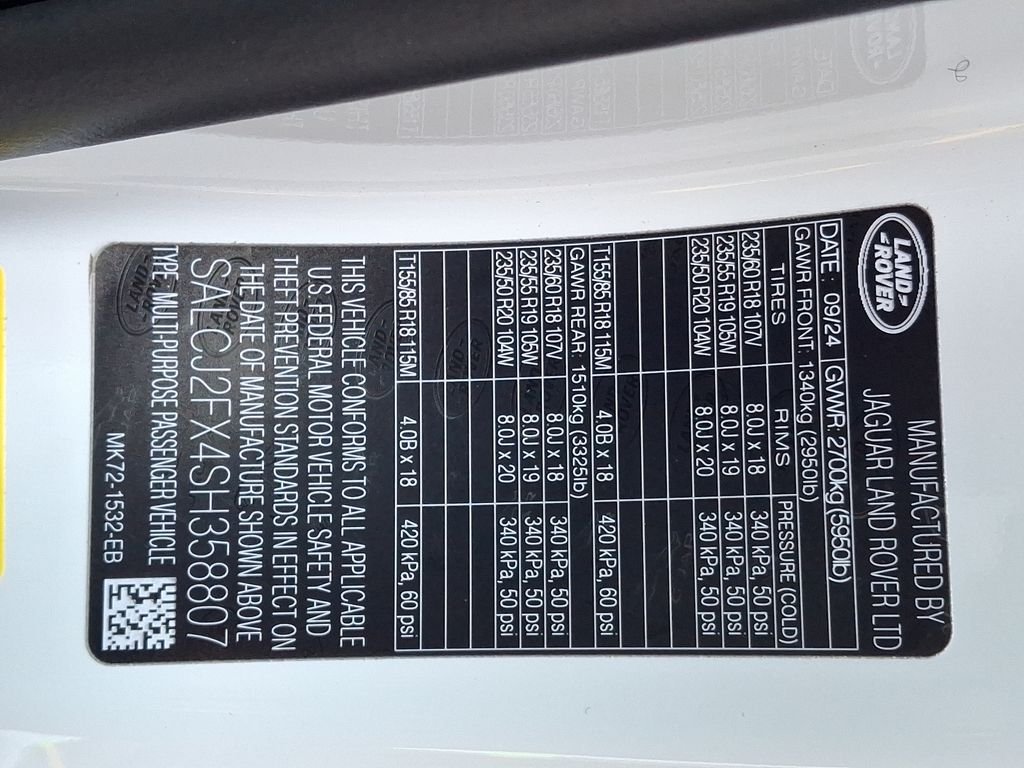 LAND-
-ROVER
MANUFACTURED BY
JAGUAR LAND ROVER LTD
DATE : 09/24 GVWR: 2700kg (5950lb)
GAWR FRONT: 1340kg (2950lb)
TIRES RIMS PRESSURE (COLD)
235/60 R18 107V 8.0J x 18 340 kPa, 50 psi
235/55 R19 105W 8.0J x 19 340 kPa, 50 psi
235/50 R20 104W 8.0J x 20 340 kPa, 50 psi
T155/85 R18 115M 4.0B x 18 420 kPa, 60 psi
GAWR REAR: 1510kg (3325lb)
235/60 R18 107V 8.0J x 18 340 kPa, 50 psi
235/55 R19 105W 8.0J x 19 340 kPa, 50 psi
235/50 R20 104W 8.0J x 20 340 kPa, 50 psi
T155/85 R18 115M 4.0B x 18 420 kPa, 60 psi
THIS VEHICLE CONFORMS TO ALL APPLICABLE
U.S. FEDERAL MOTOR VEHICLE SAFETY AND
THEFT PREVENTION STANDARDS IN EFFECT ON
THE DATE OF MANUFACTURE SHOWN ABOVE
SALCJ2FX4SH358807
TYPE: MULTI-PURPOSE PASSENGER VEHICLE
MK72-1532-EB